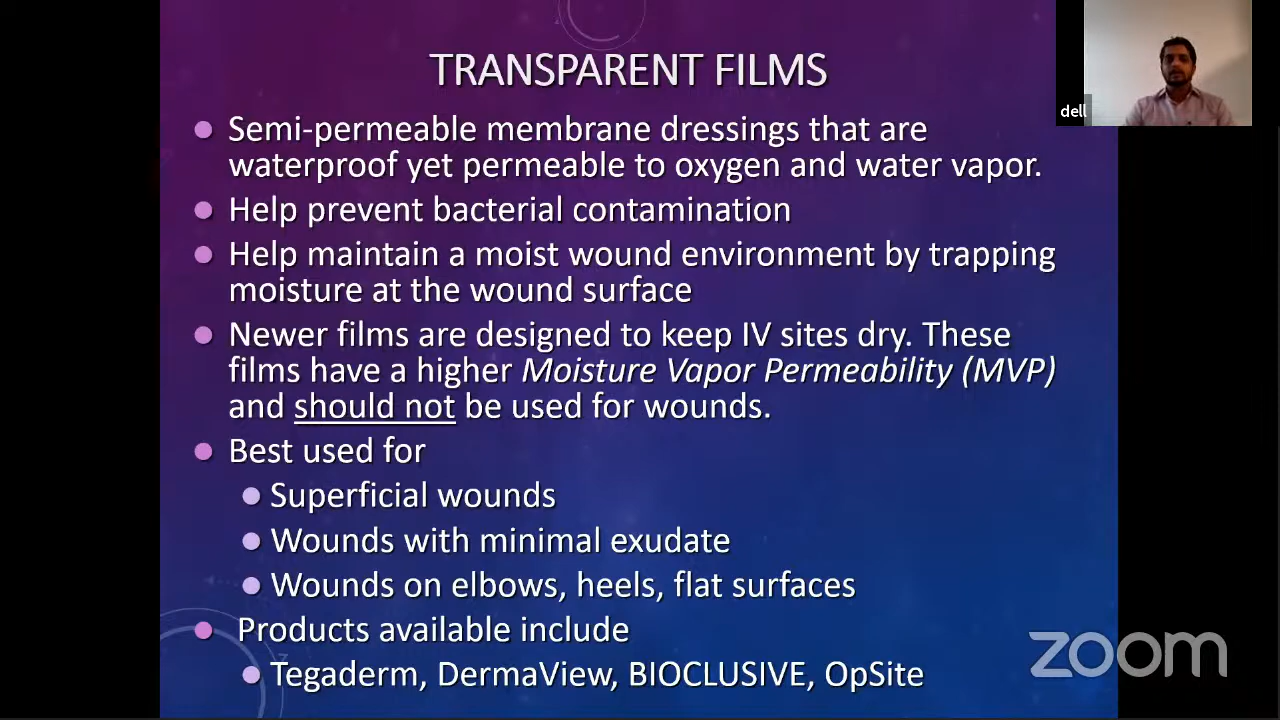 TRANSPARENT FILMS
dell
Semi-permeable membrane dressings that are
waterproof yet permeable to oxygen and water vapor.
Help prevent bacterial contamination
Help maintain a moist wound environment by trapping
moisture at the wound surface
Newer films are designed to keep IV sites dry. These
films have a higher Moisture Vapor Permeability (MVP)
and should not be used for wounds.
Best used for
Superficial wounds
Wounds with minimal exudate
Wounds on elbows, heels, flat surfaces
Products available include
Tegaderm, DermaView, BIOCLUSIVE, OpSite
zoom